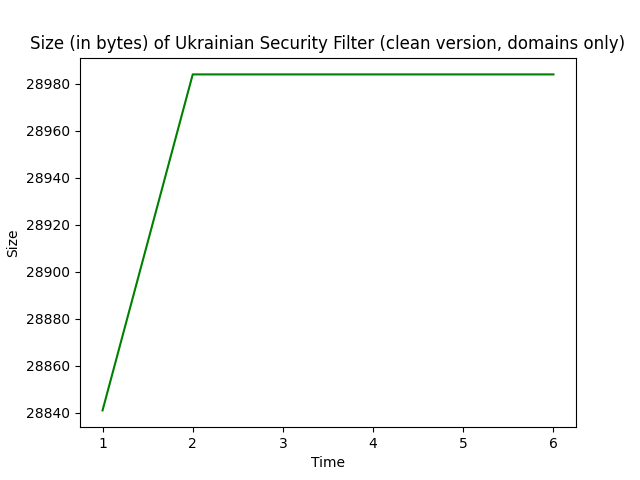 Size (in bytes) of Ukrainian Security Filter (clean version, domains only)
28980
28960
28940
28920
28900
28880
28860
28840
Size
1 2 3 4 5 6
Time